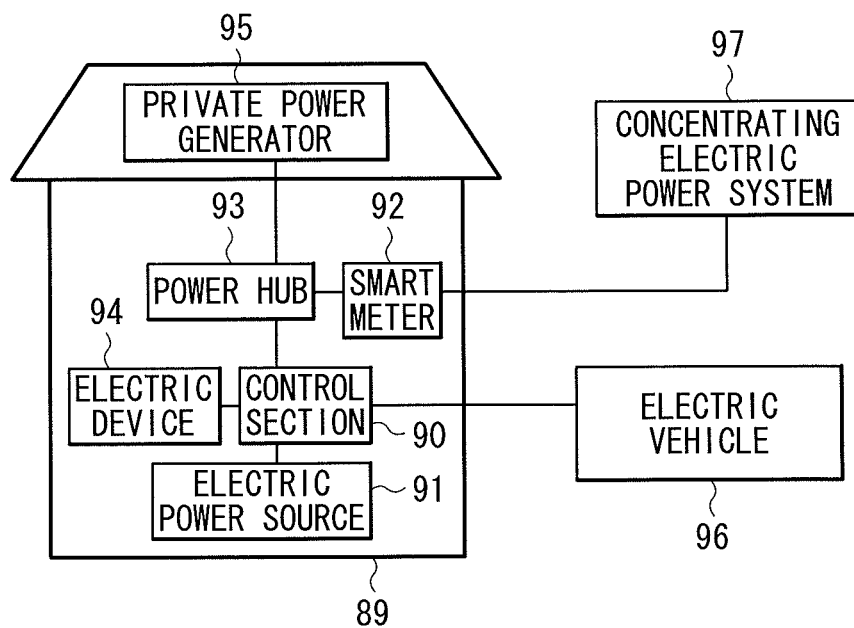 95
PRIVATE POWER
GENERATOR
97
CONCENTRATING
ELECTRIC
POWER SYSTEM
93
92
POWER HUB
SMART
METER
94
ELECTRIC
DEVICE
CONTROL
SECTION
90
ELECTRIC
VEHICLE
96
ELECTRIC
POWER SOURCE
91
89